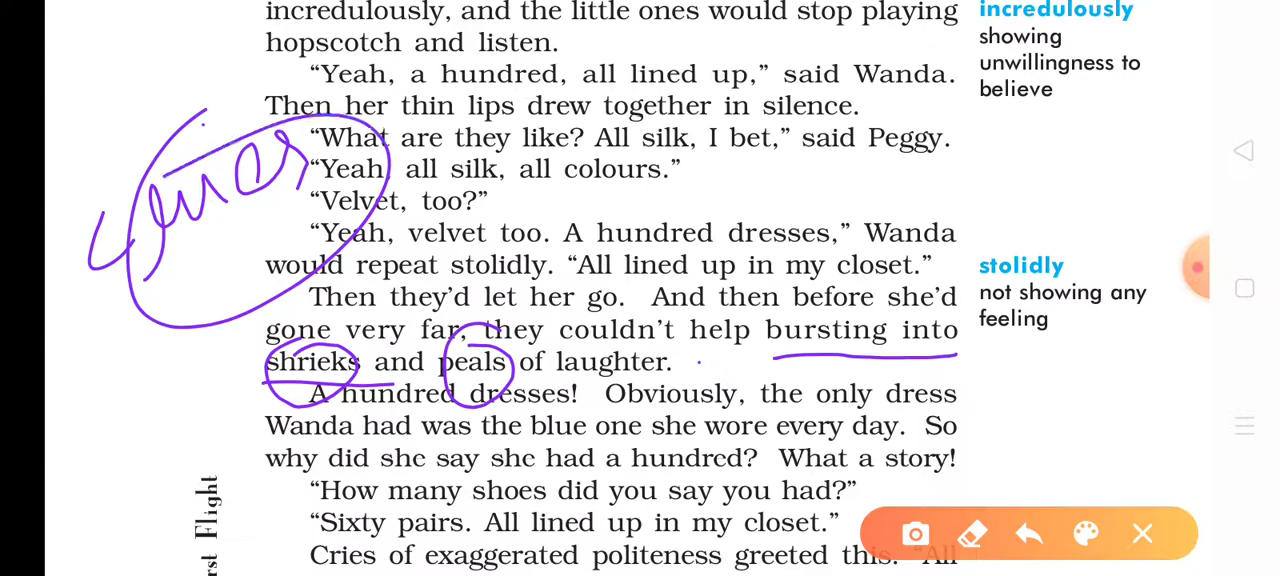 incredulously, and the little ones would stop playing
hopscotch and listen.
“Yeah, a hundred, all lined up,” said Wanda.
Then her thin lips drew together in silence.
“What are they like? All silk, I bet,” said Peggy.
“Yeah, all silk, all colours.”
“Velvet, too?”
“Yeah, velvet too. A hundred dresses,” Wanda
would repeat stolidly. “All lined up in my closet.”
Then they’d let her go. And then before she’d
gone very far, they couldn’t help bursting into
shrieks and peals of laughter.
A hundred dresses! Obviously, the only dress
Wanda had was the blue one she wore every day. So
why did she say she had a hundred? What a story!
“How many shoes did you say you had?”
“Sixty pairs. All lined up in my closet.”
Cries of exaggerated politeness greeted this. “All
incredulously
showing
unwillingness to
believe
stolidly
not showing any
feeling
Flight